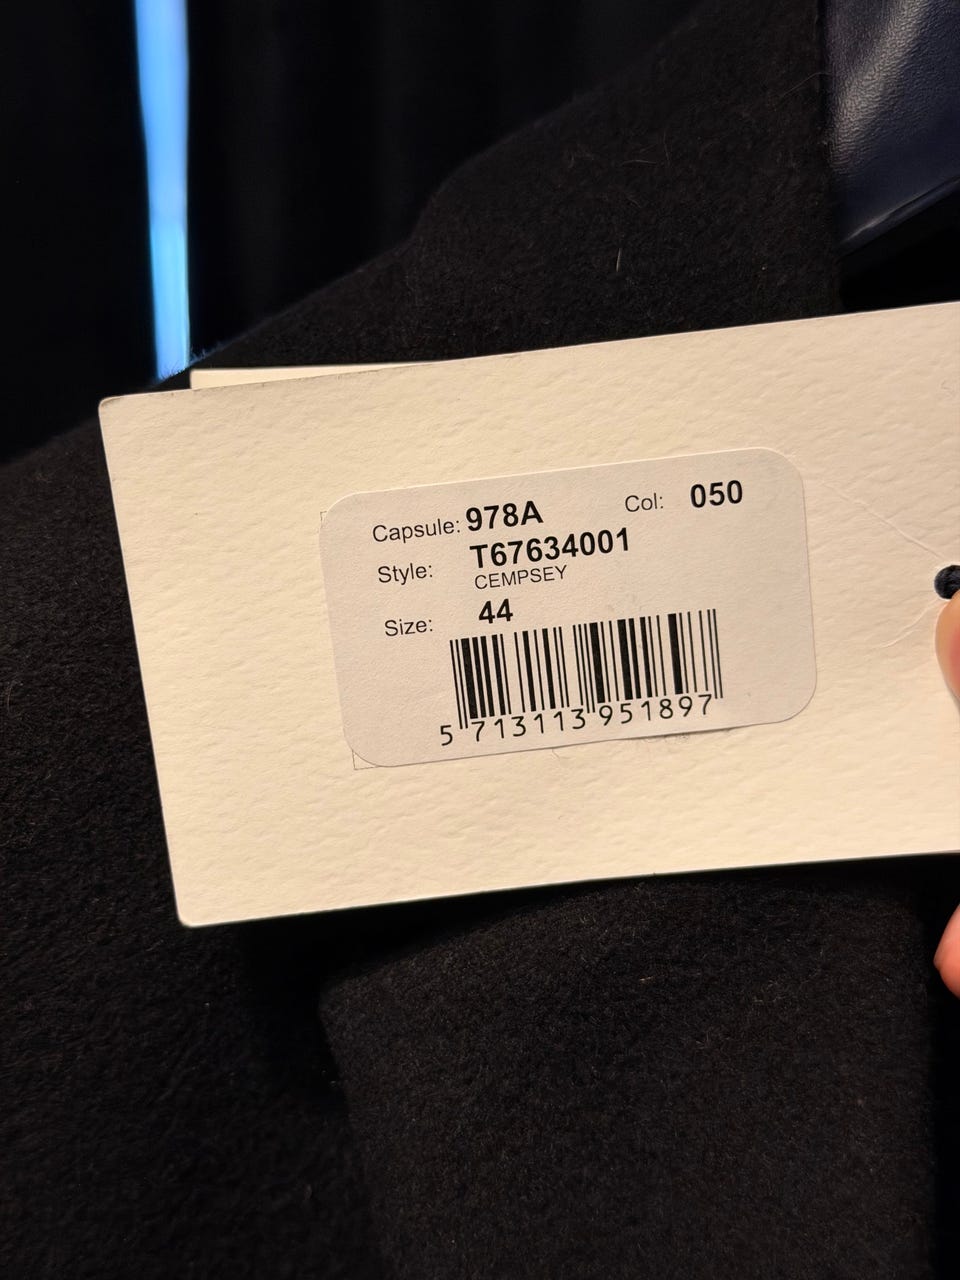 Capsule: 978A Col: 050
Style: T67634001
CEMPSEY
Size: 44
5 713113 951897